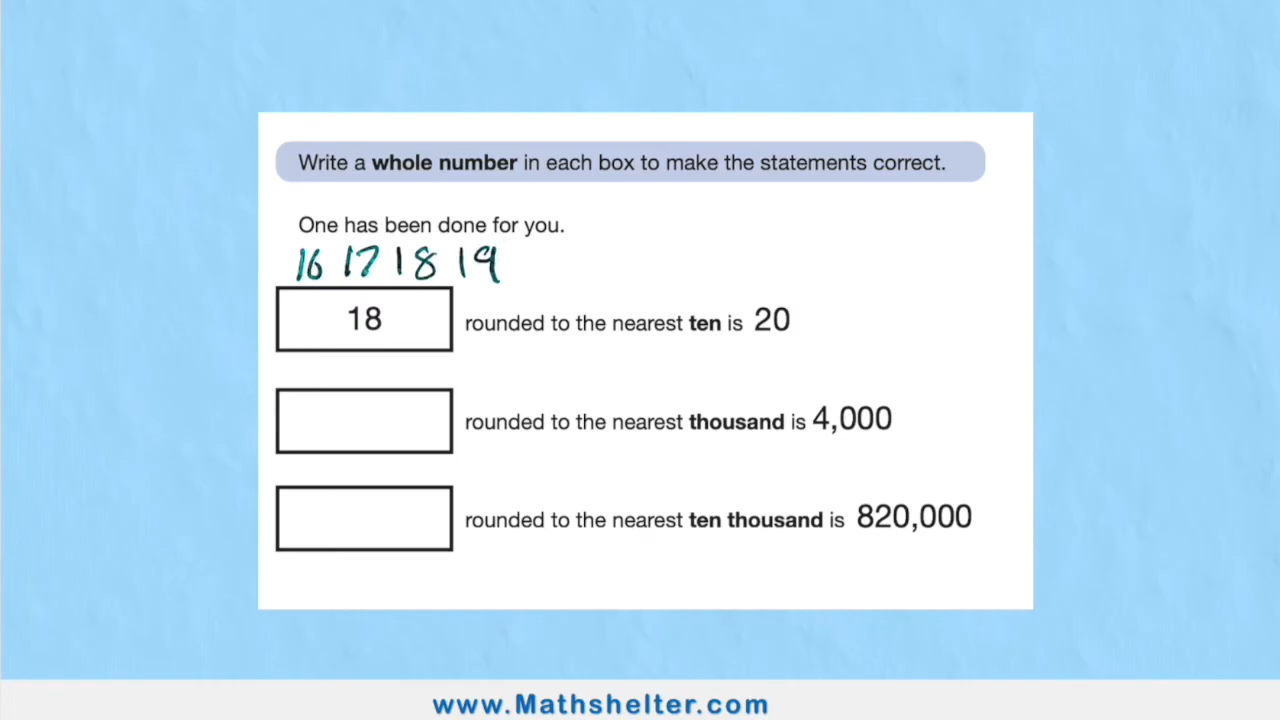 Write a whole number in each box to make the statements correct.
One has been done for you.
16 17 18 19
18 rounded to the nearest ten is 20
rounded to the nearest thousand is 4,000
rounded to the nearest ten thousand is 820,000
www.Mathshelter.com